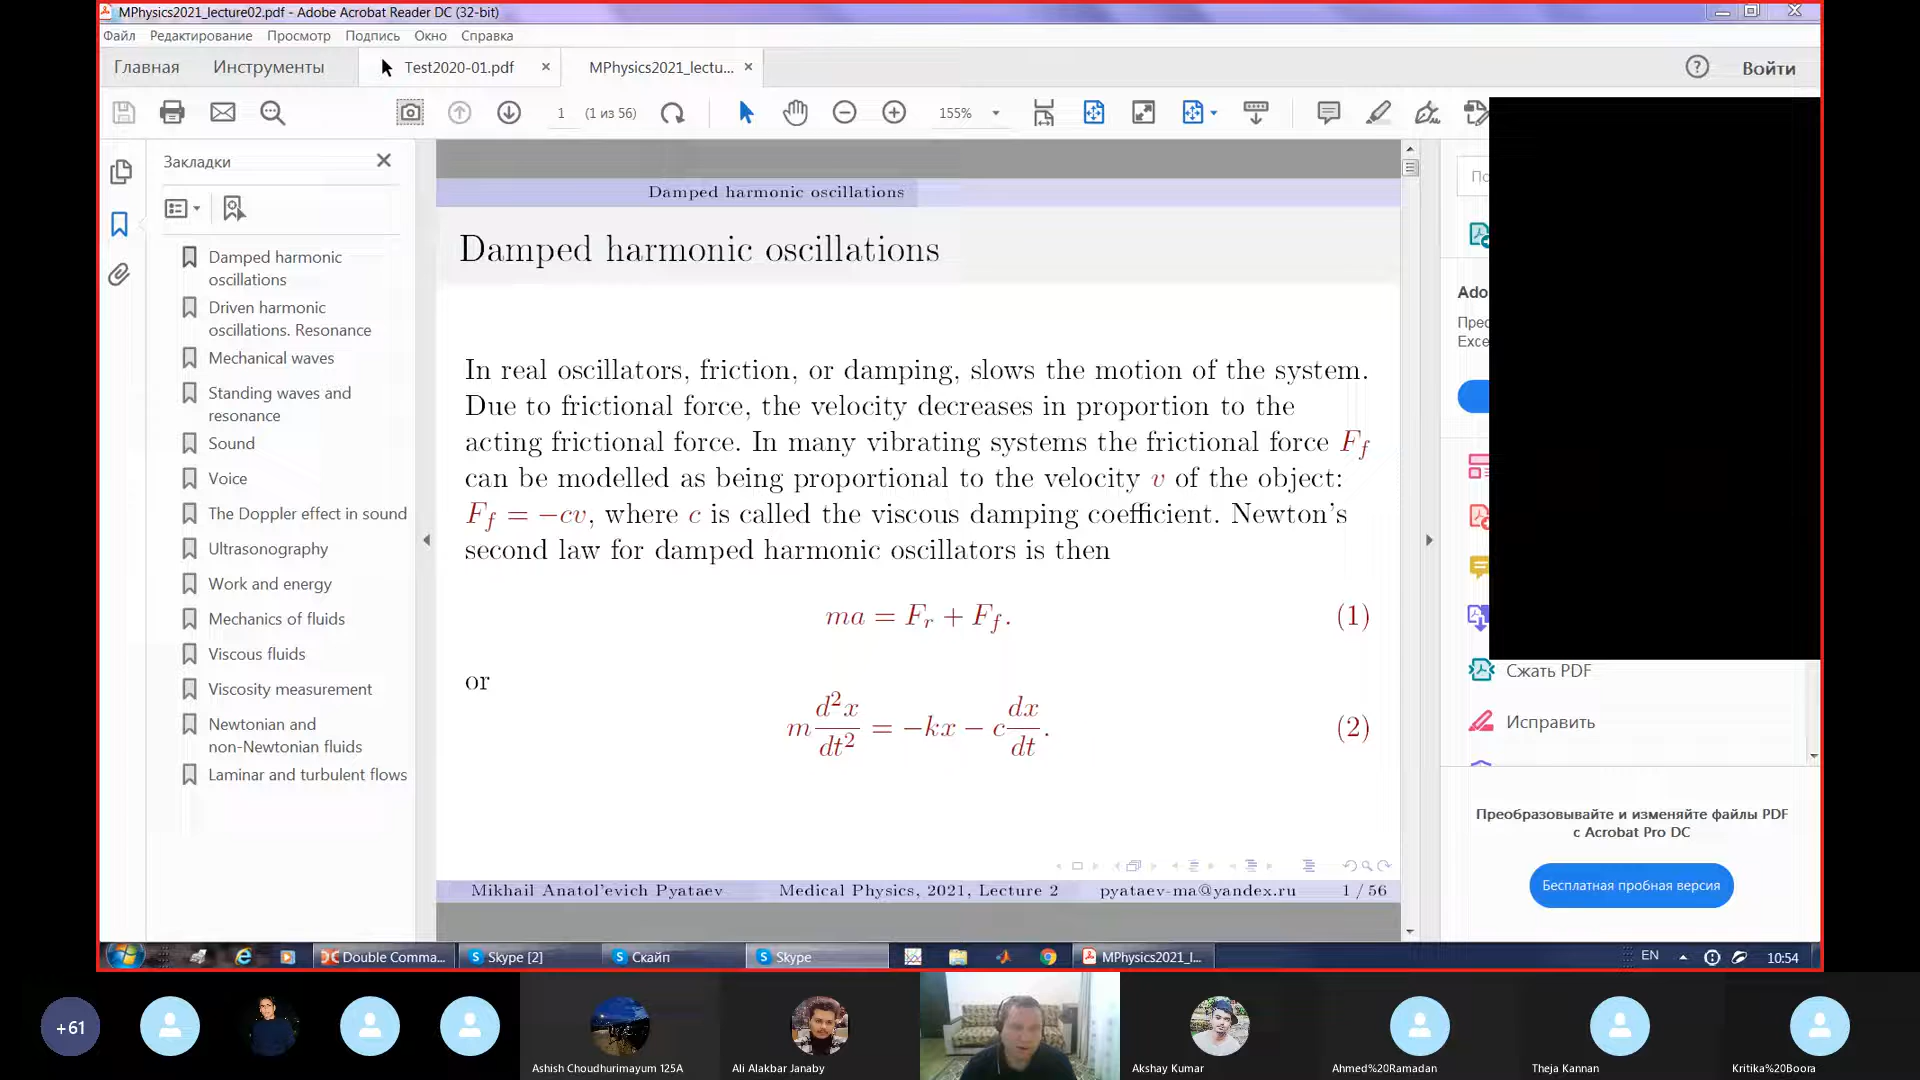 MPhysics2021_lecture02.pdf - Adobe Acrobat Reader DC (32-bit)
Файл Редактирование Просмотр Подпись Окно Справка
Главная Инструменты Test2020-01.pdf × MPhysics2021_lectu... × Войти
1 (1 из 56) 155%
Закладки
Damped harmonic
oscillations
Driven harmonic
oscillations. Resonance
Mechanical waves
Standing waves and
resonance
Sound
Voice
The Doppler effect in sound
Ultrasonography
Work and energy
Mechanics of fluids
Viscous fluids
Viscosity measurement
Newtonian and
non-Newtonian fluids
Laminar and turbulent flows
Damped harmonic oscillations
Damped harmonic oscillations
In real oscillators, friction, or damping, slows the motion of the system.
Due to frictional force, the velocity decreases in proportion to the
acting frictional force. In many vibrating systems the frictional force F_f
can be modelled as being proportional to the velocity v of the object:
F_f = −cv, where c is called the viscous damping coefficient. Newton's
second law for damped harmonic oscillators is then
ma = F_r + F_f. (1)
or
m d²x/dt² = −kx − c dx/dt. (2)
Mikhail Anatol'evich Pyataev Medical Physics, 2021, Lecture 2 pyataev-ma@yandex.ru 1 / 56
По
Ado
Прес
Exce
Сжать PDF
Исправить
Преобразовывайте и изменяйте файлы PDF
с Acrobat Pro DC
Бесплатная пробная версия
Double Comma... Skype [2] Скайп Skype MPhysics2021_l... EN 10:54
+61
Ashish Choudhurimayum 125A
Ali Alakbar Janaby
Akshay Kumar
Ahmed%20Ramadan
Theja Kannan
Kritika%20Boora